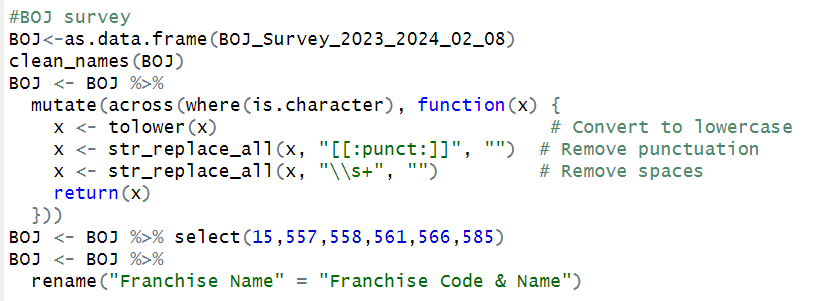 #BOJ survey
BOJ<-as.data.frame(BOJ_Survey_2023_2024_02_08)
clean_names(BOJ)
BOJ <- BOJ %>%
  mutate(across(where(is.character), function(x) {
    x <- tolower(x)                              # Convert to lowercase
    x <- str_replace_all(x, "[[:punct:]]", "")  # Remove punctuation
    x <- str_replace_all(x, "\\s+", "")         # Remove spaces
    return(x)
  }))
BOJ <- BOJ %>% select(15,557,558,561,566,585)
BOJ <- BOJ %>%
  rename("Franchise Name" = "Franchise Code & Name")